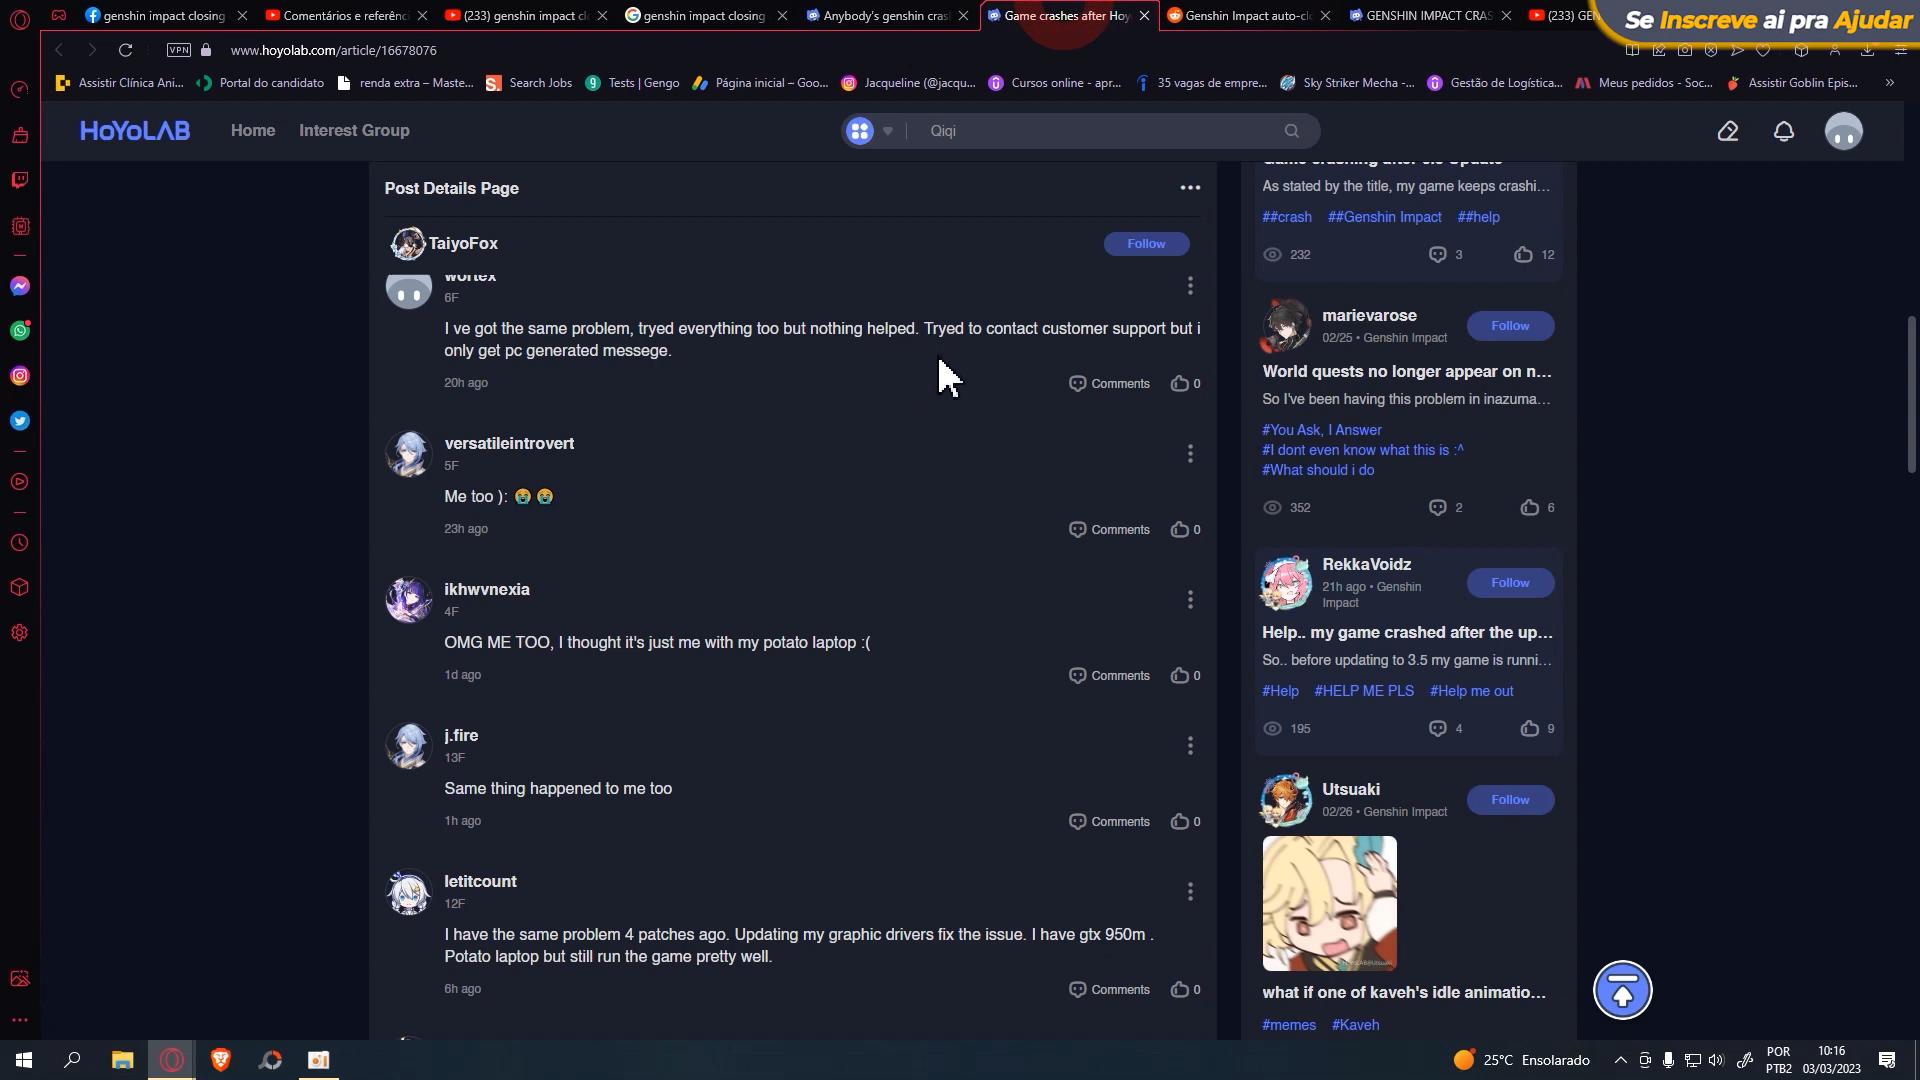 genshin impact closing
Comentários e referênci
(233) genshin impact cl
genshin impact closing
Anybody's genshin cras
Game crashes after Hoy
Genshin Impact auto-cl
GENSHIN IMPACT CRAS
(233) GEN
Se Inscreve ai pra Ajudar
VPN
www.hoyolab.com/article/16678076
Assistir Clínica Ani...
Portal do candidato
renda extra – Maste...
Search Jobs
Tests | Gengo
Página inicial – Goo...
Jacqueline (@jacqu...
Cursos online - apr...
35 vagas de empre...
Sky Striker Mecha -...
Gestão de Logística...
Meus pedidos - Soc...
Assistir Goblin Epis...
HoYoLAB
Home
Interest Group
Qiqi
Post Details Page
TaiyoFox
Follow
wortex
6F
I ve got the same problem, tryed everything too but nothing helped. Tryed to contact customer support but i
only get pc generated messege.
20h ago
Comments
0
versatileintrovert
5F
Me too ): 😭😭
23h ago
Comments
0
ikhwvnexia
4F
OMG ME TOO, I thought it's just me with my potato laptop :(
1d ago
Comments
0
j.fire
13F
Same thing happened to me too
1h ago
Comments
0
letitcount
12F
I have the same problem 4 patches ago. Updating my graphic drivers fix the issue. I have gtx 950m .
Potato laptop but still run the game pretty well.
6h ago
Comments
0
As stated by the title, my game keeps crashi...
##crash ##Genshin Impact ##help
232
3
12
marievarose
02/25 • Genshin Impact
Follow
World quests no longer appear on n...
So I've been having this problem in inazuma...
#You Ask, I Answer
#I dont even know what this is :^
#What should i do
352
2
6
RekkaVoidz
21h ago • Genshin
Impact
Follow
Help.. my game crashed after the up...
So.. before updating to 3.5 my game is runni...
#Help #HELP ME PLS #Help me out
195
4
9
Utsuaki
02/26 • Genshin Impact
Follow
what if one of kaveh's idle animatio...
#memes #Kaveh
25°C Ensolarado
POR
PTB2
10:16
03/03/2023